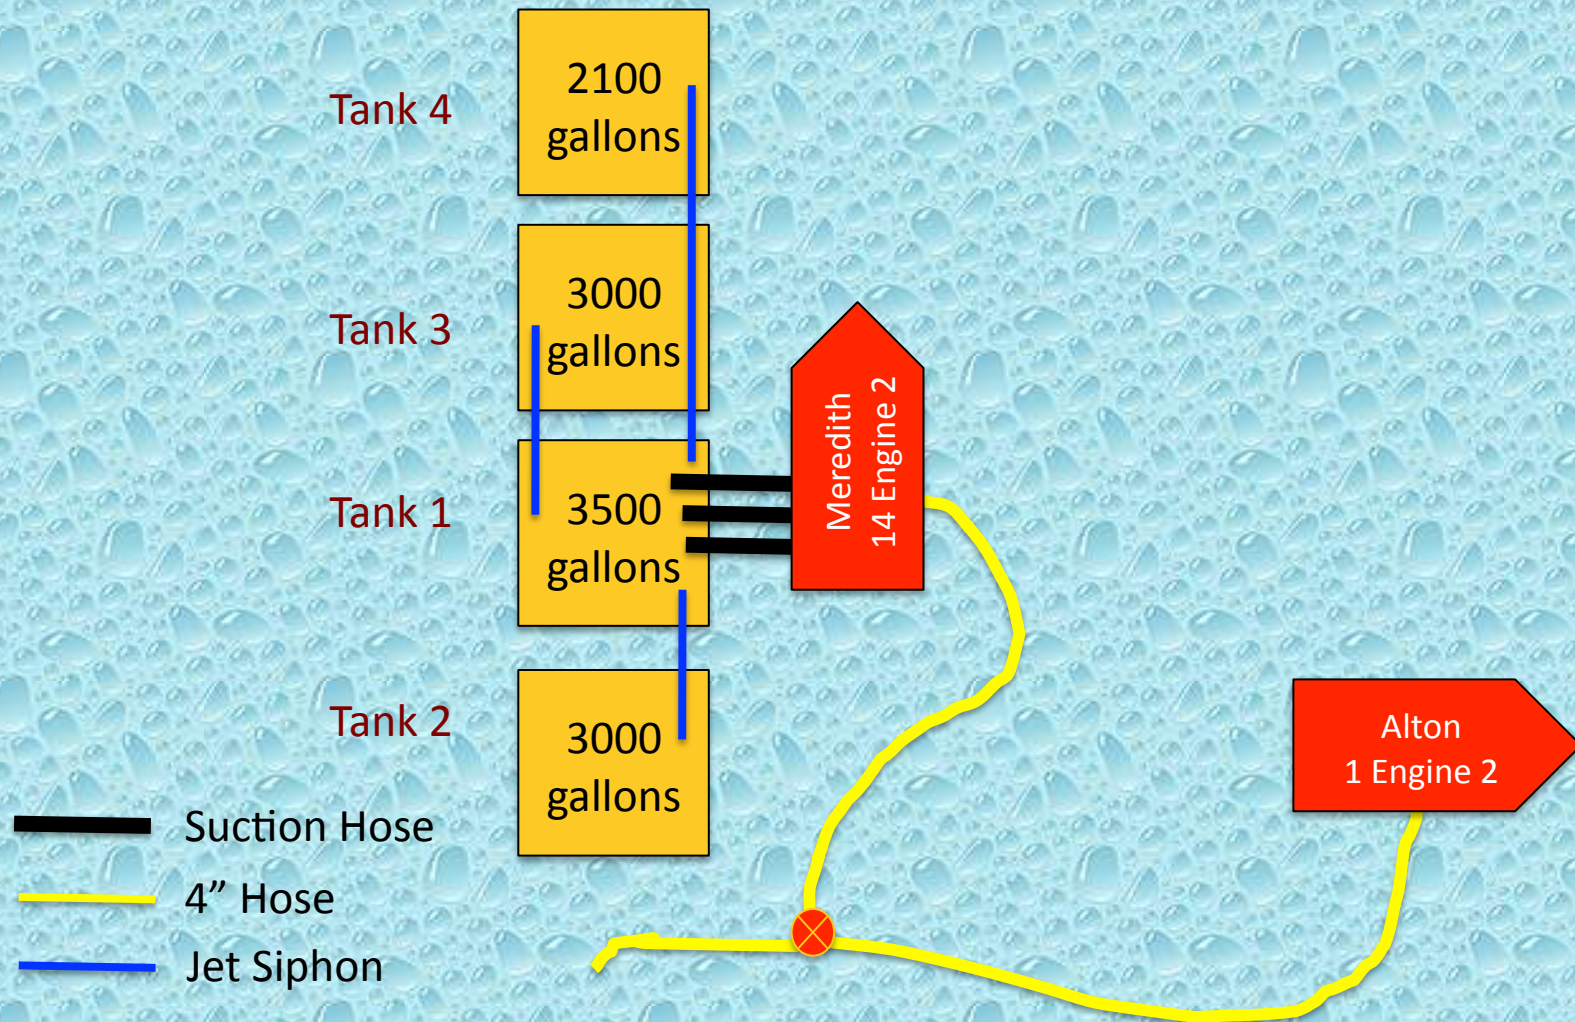 Tank 4
2100
gallons
Tank 3
3000
gallons
Tank 1
3500
gallons
Meredith
14 Engine 2
Tank 2
3000
gallons
Alton
1 Engine 2
Suction Hose
4” Hose
Jet Siphon